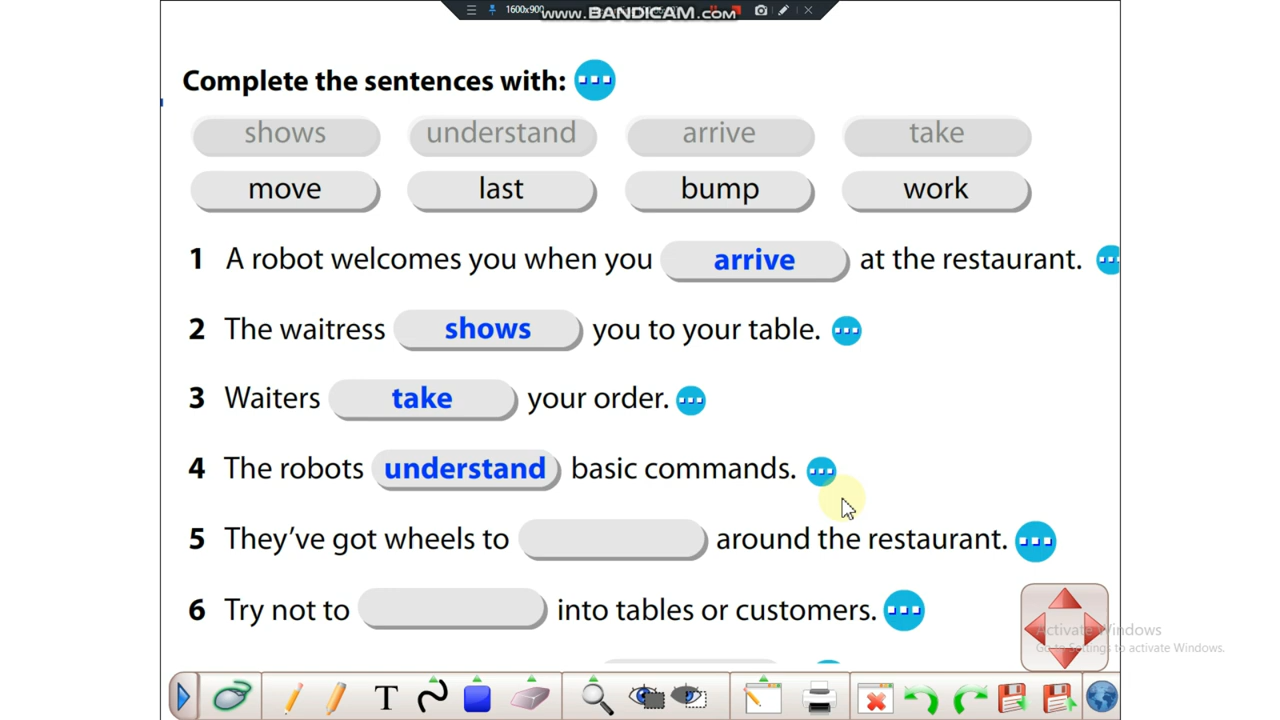 1600x900
www.BANDICAM.com
Complete the sentences with:
shows understand arrive take
move last bump work
1 A robot welcomes you when you arrive at the restaurant.
2 The waitress shows you to your table.
3 Waiters take your order.
4 The robots understand basic commands.
5 They've got wheels to around the restaurant.
6 Try not to into tables or customers.
Activate Windows
Go to Settings to activate Windows.
T